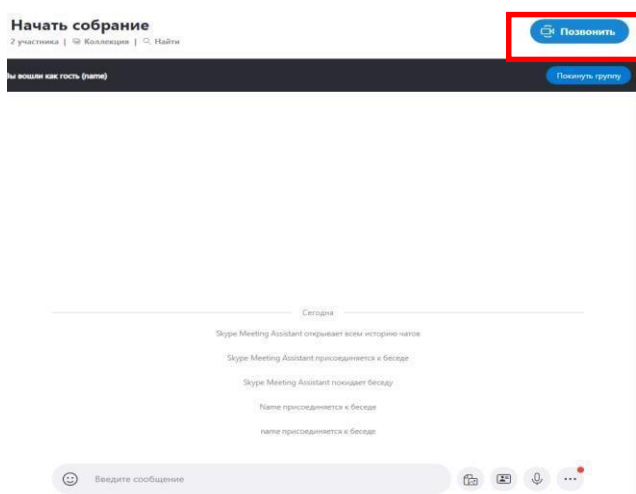 Начать собрание
Позвонить
2 участника | Коллекция | Найти
Вы вошли как гость (name)
Покинуть группу
Сегодня
Skype Meeting Assistant открывает всем историю чатов
Skype Meeting Assistant присоединяется к беседе
Skype Meeting Assistant покидает беседу
Name присоединяется к беседе
name присоединяется к беседе
Введите сообщение